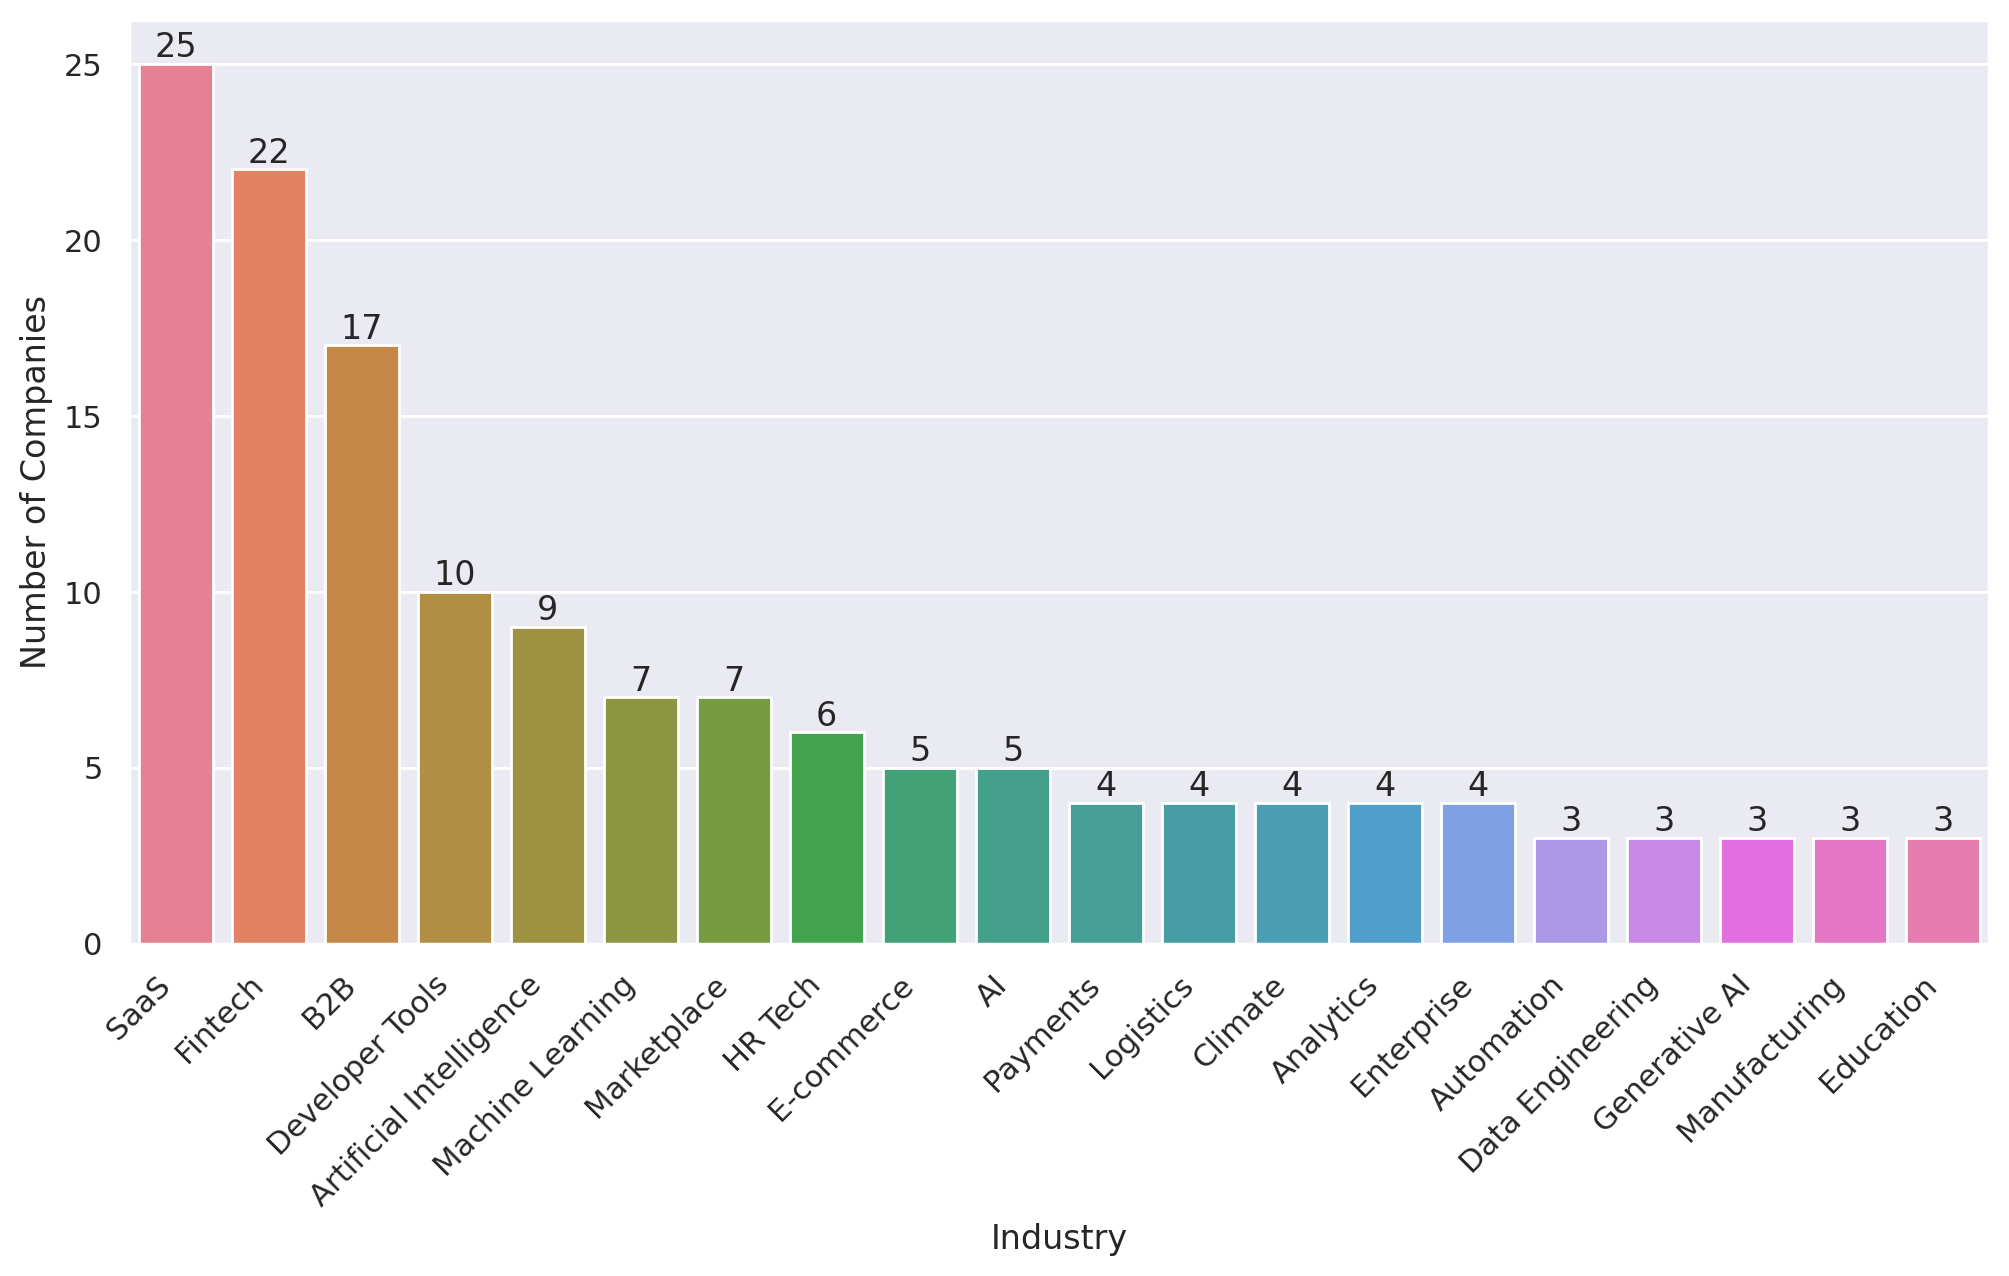 25
22
17
10
9
7
7
6
5
5
4
4
4
4
4
3
3
3
3
3
25
20
15
10
5
0
Number of Companies
SaaS
Fintech
B2B
Developer Tools
Artificial Intelligence
Machine Learning
Marketplace
HR Tech
E-commerce
AI
Payments
Logistics
Climate
Analytics
Enterprise
Automation
Data Engineering
Generative AI
Manufacturing
Education
Industry